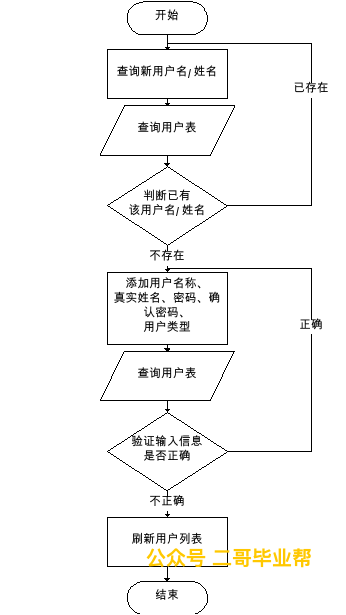 开始
查询新用户名/姓名
已存在
查询用户表
判断已有
该用户名/姓名
不存在
添加用户名称、
真实姓名、密码、确
认密码、
用户类型
正确
查询用户表
验证输入信息
是否正确
不正确
刷新用户列表
公众号 二哥毕业帮
结束